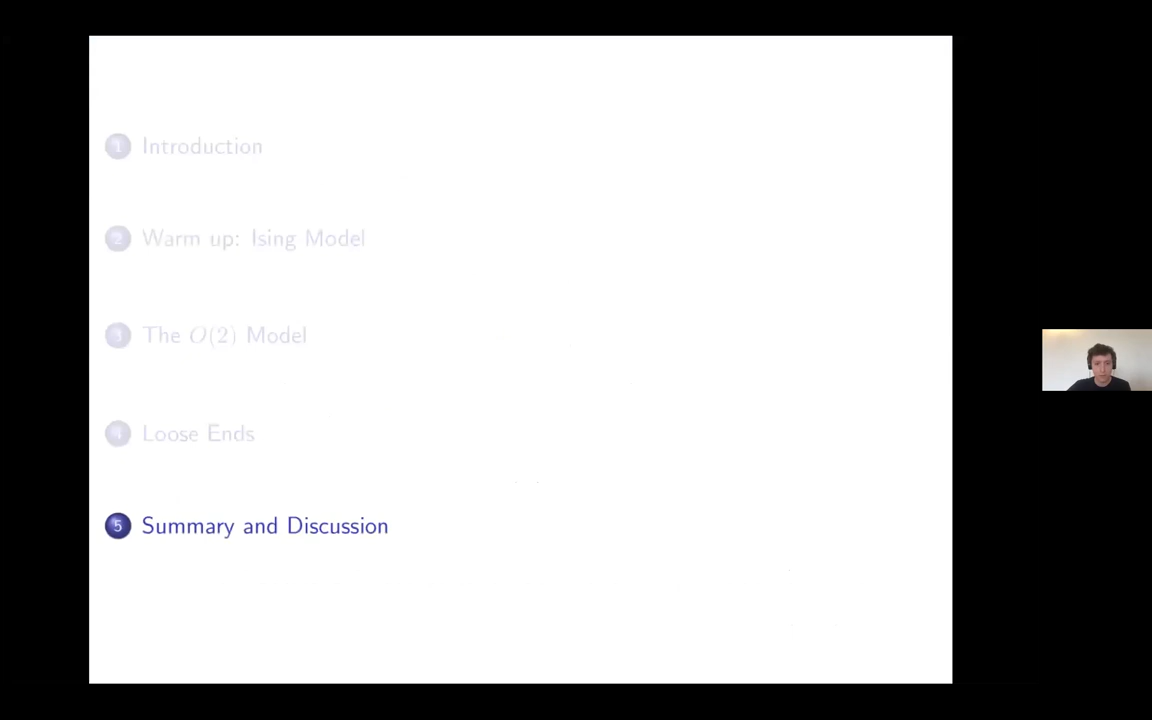 1 Introduction
2 Warm up: Ising Model
3 The O(2) Model
4 Loose Ends
5 Summary and Discussion